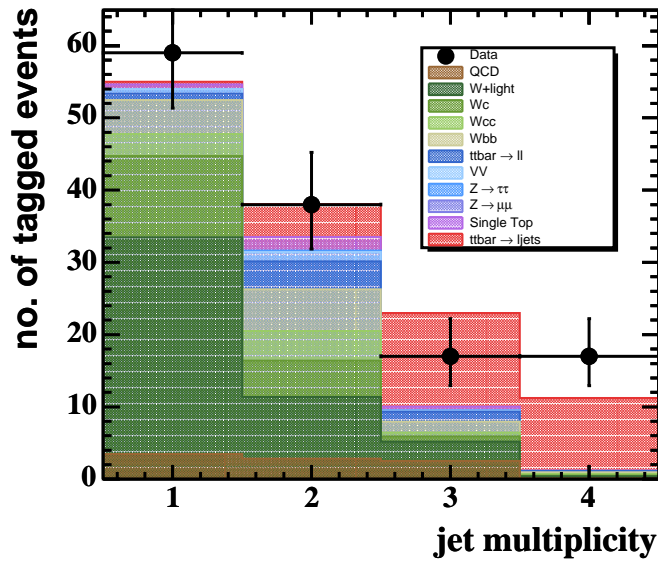 no. of tagged events
60
50
40
30
20
10
0
Data
QCD
W+light
Wc
Wcc
Wbb
ttbar → ll
VV
Z → ττ
Z → μμ
Single Top
ttbar → ljets
1 2 3 4
jet multiplicity